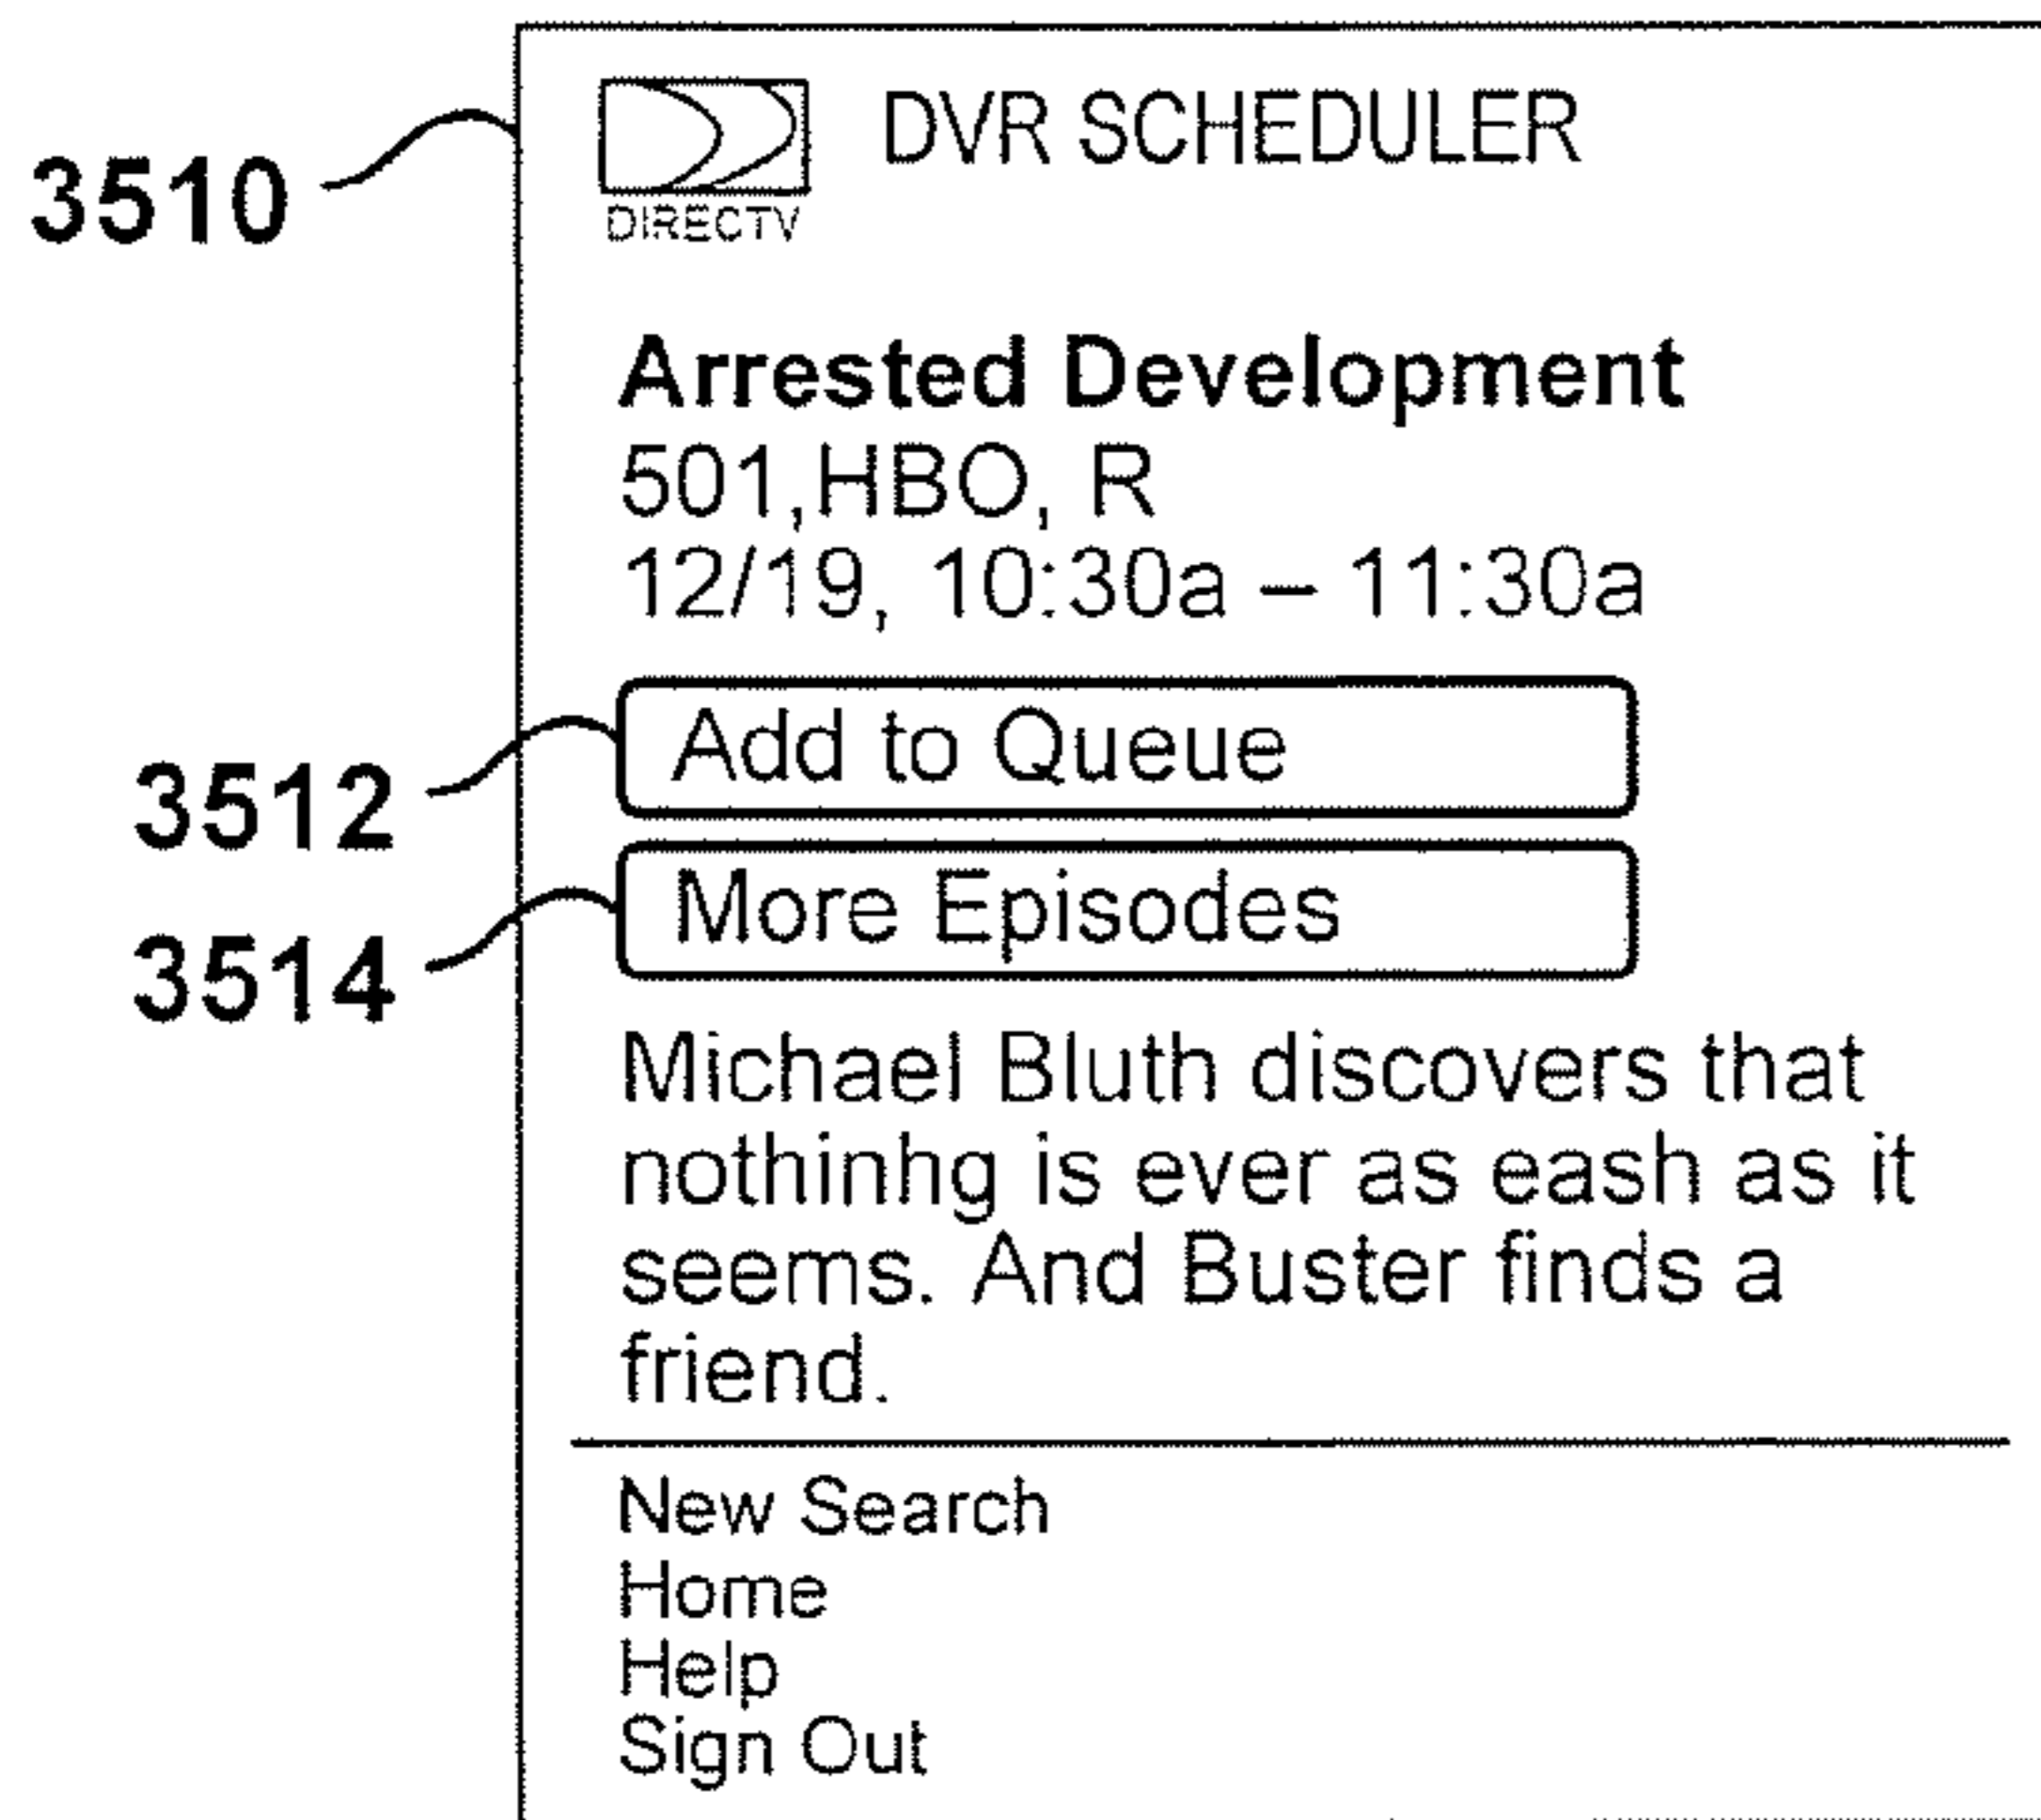 3510
DVR SCHEDULER
DIRECTV
Arrested Development
501,HBO, R
12/19, 10:30a – 11:30a
3512
Add to Queue
3514
More Episodes
Michael Bluth discovers that
nothinhg is ever as eash as it
seems. And Buster finds a
friend.
New Search
Home
Help
Sign Out